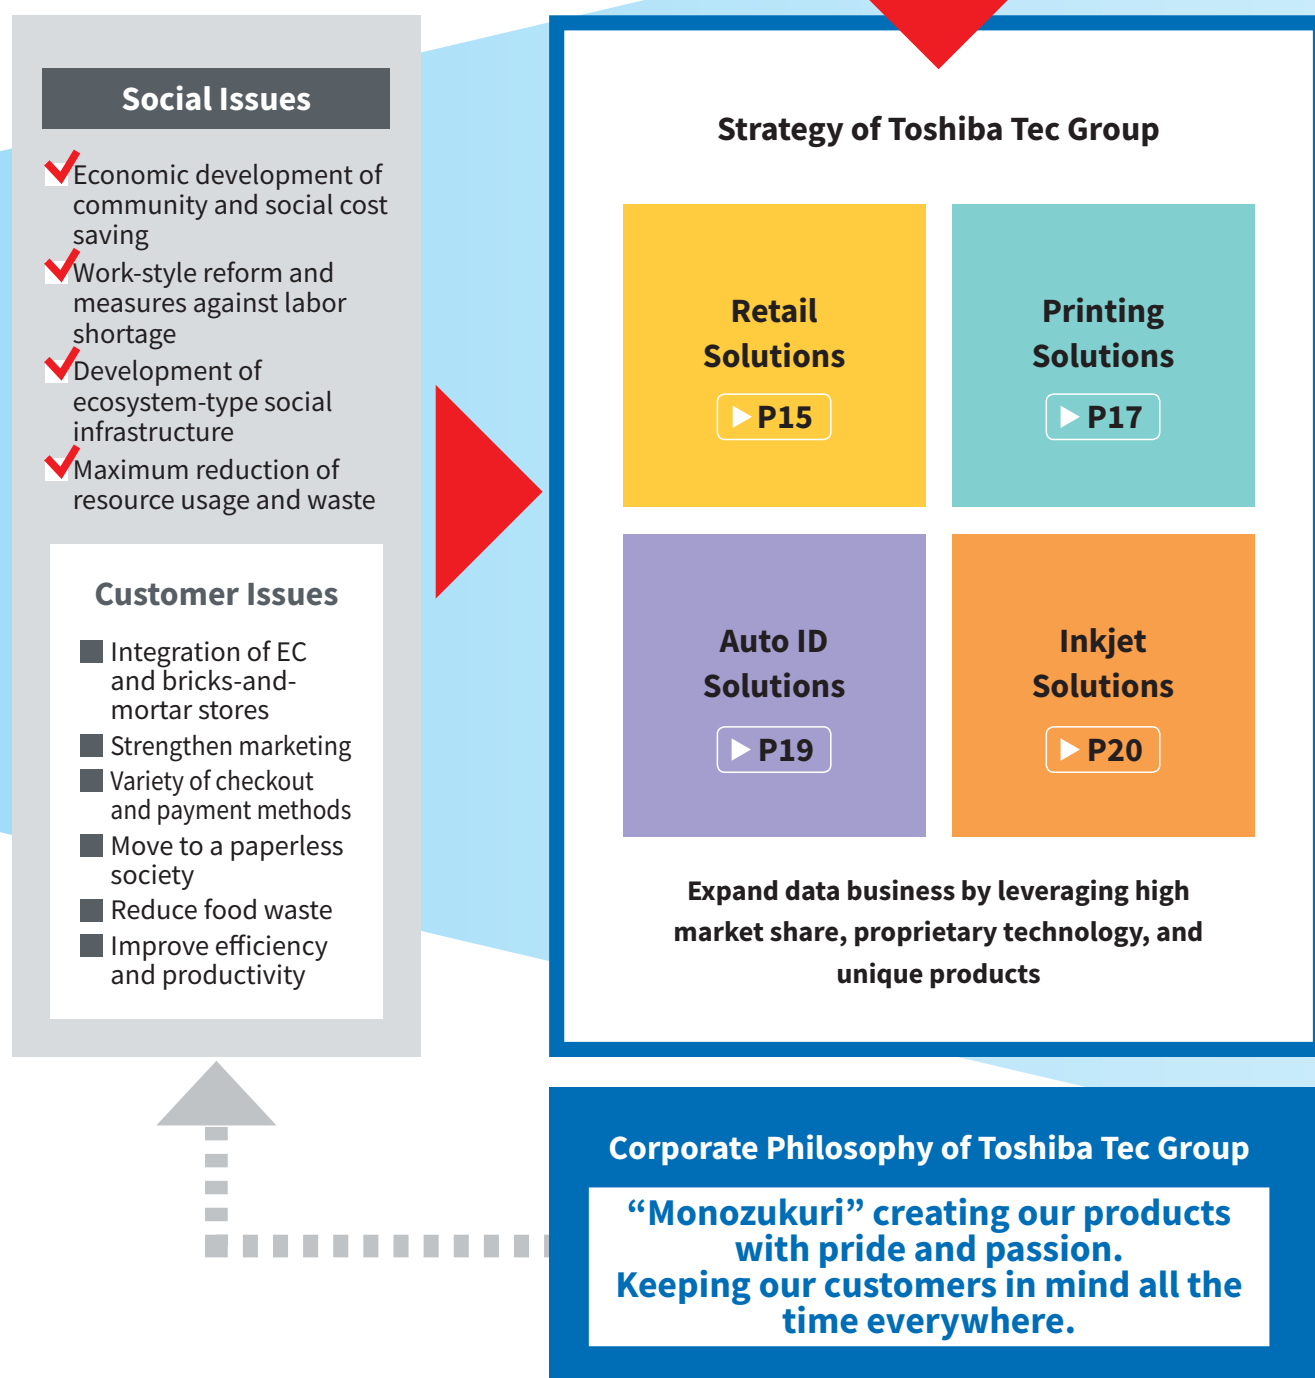 Social Issues
Economic development of
community and social cost
saving
Work-style reform and
measures against labor
shortage
Development of
ecosystem-type social
infrastructure
Maximum reduction of
resource usage and waste
Customer Issues
Integration of EC
and bricks-and-
mortar stores
Strengthen marketing
Variety of checkout
and payment methods
Move to a paperless
society
Reduce food waste
Improve efficiency
and productivity
Strategy of Toshiba Tec Group
Retail
Solutions
P15
Printing
Solutions
P17
Auto ID
Solutions
P19
Inkjet
Solutions
P20
Expand data business by leveraging high
market share, proprietary technology, and
unique products
Corporate Philosophy of Toshiba Tec Group
“Monozukuri” creating our products
with pride and passion.
Keeping our customers in mind all the
time everywhere.